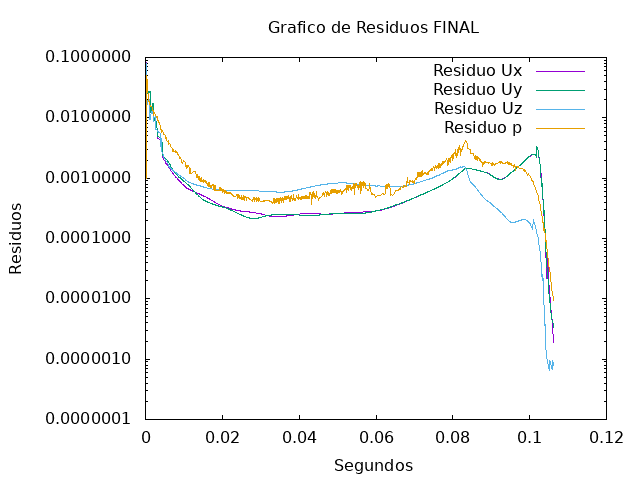 Grafico de Residuos FINAL
Residuo Ux
Residuo Uy
Residuo Uz
Residuo p
0.1000000
0.0100000
0.0010000
0.0001000
0.0000100
0.0000010
0.0000001
Residuos
0 0.02 0.04 0.06 0.08 0.1 0.12
Segundos